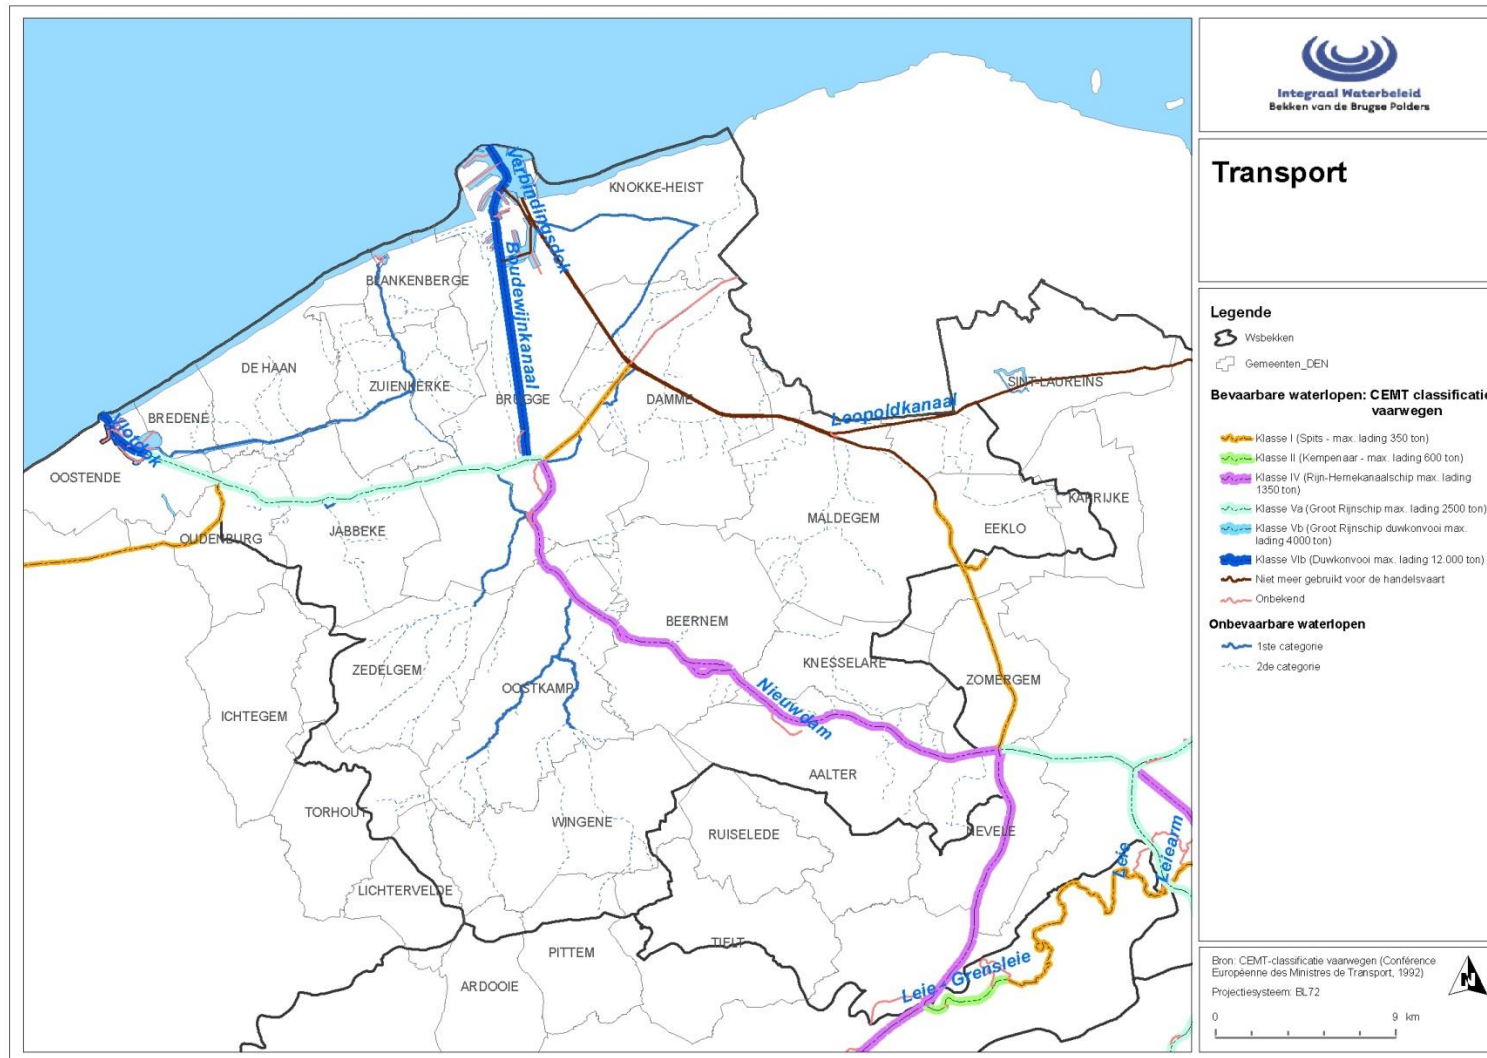 Integraal Waterbeleid
Bekken van de Brugse Polders
Transport
Legende
Wsbekken
Gemeenten_DEN
Bevaarbare waterlopen: CEMT classificatie
vaarwegen
Klasse I (Spits - max. lading 350 ton)
Klasse II (Kempenaar - max. lading 600 ton)
Klasse IV (Rijn-Hernekanaalschip max. lading
1350 ton)
Klasse Va (Groot Rijnschip max. lading 2500 ton)
Klasse Vb (Groot Rijnschip duwkonvooi max.
lading 4000 ton)
Klasse VIb (Duwkonvooi max. lading 12.000 ton)
Niet meer gebruikt voor de handelsvaart
Onbekend
Onbevaarbare waterlopen
1ste categorie
2de categorie
Bron: CEMT-classificatie vaarwegen (Conférence
Européenne des Ministres de Transport, 1992)
Projectiesysteem: BL72
N
0 9 km
Verbindingsdok
KNOKKE-HEIST
Boudewijnkanaal
BLANKENBERGE
DE HAAN
ZUIENKERKE
BRUGGE
DAMME
Leopoldkanaal
SINT-LAUREINS
BREDENE
Vlotdok
OOSTENDE
OUDENBURG
JABBEKE
MALDEGEM
EEKLO
KAPRIJKE
BEERNEM
ZEDELGEM
OOSTKAMP
KNESSELARE
ZOMERGEM
ICHTEGEM
Nieuwdam
AALTER
TORHOUT
WINGENE
RUISELEDE
NEVELE
LICHTERVELDE
Leie
Leiearm
PITTEM
TIELT
ARDOOIE
Leie - Grensleie